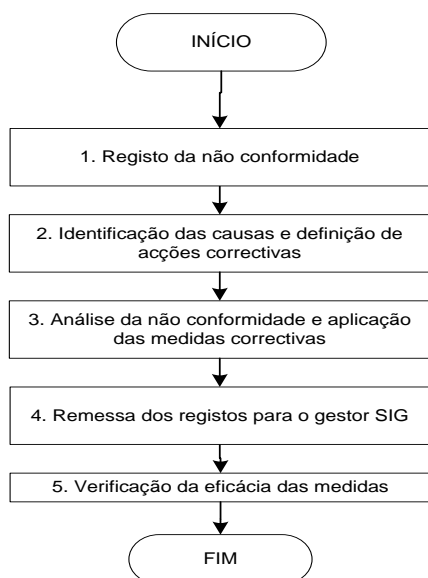 INÍCIO
1. Registo da não conformidade
2. Identificação das causas e definição de
acções correctivas
3. Análise da não conformidade e aplicação
das medidas correctivas
4. Remessa dos registos para o gestor SIG
5. Verificação da eficácia das medidas
FIM